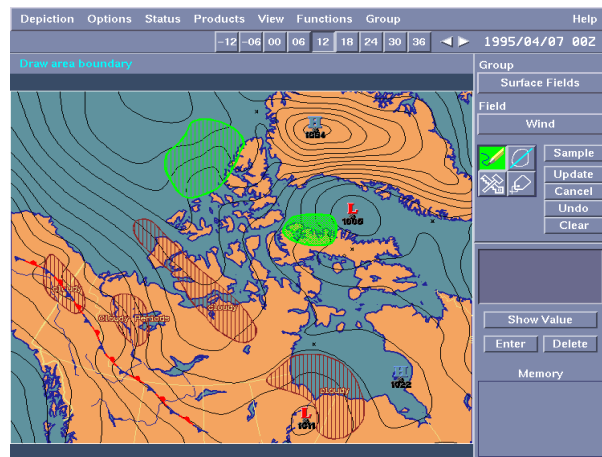 Depiction Options Status Products View Functions Group Help
-12 -06 00 06 12 18 24 30 36 1995/04/07 00Z
Draw area boundary
Group
Surface Fields
Field
Wind
Sample
Update
Cancel
Undo
Clear
Show Value
Enter Delete
Memory
H
L
Cloudy
Cloudy
Cloudy Periods
Cloudy
H
1022
L
1011